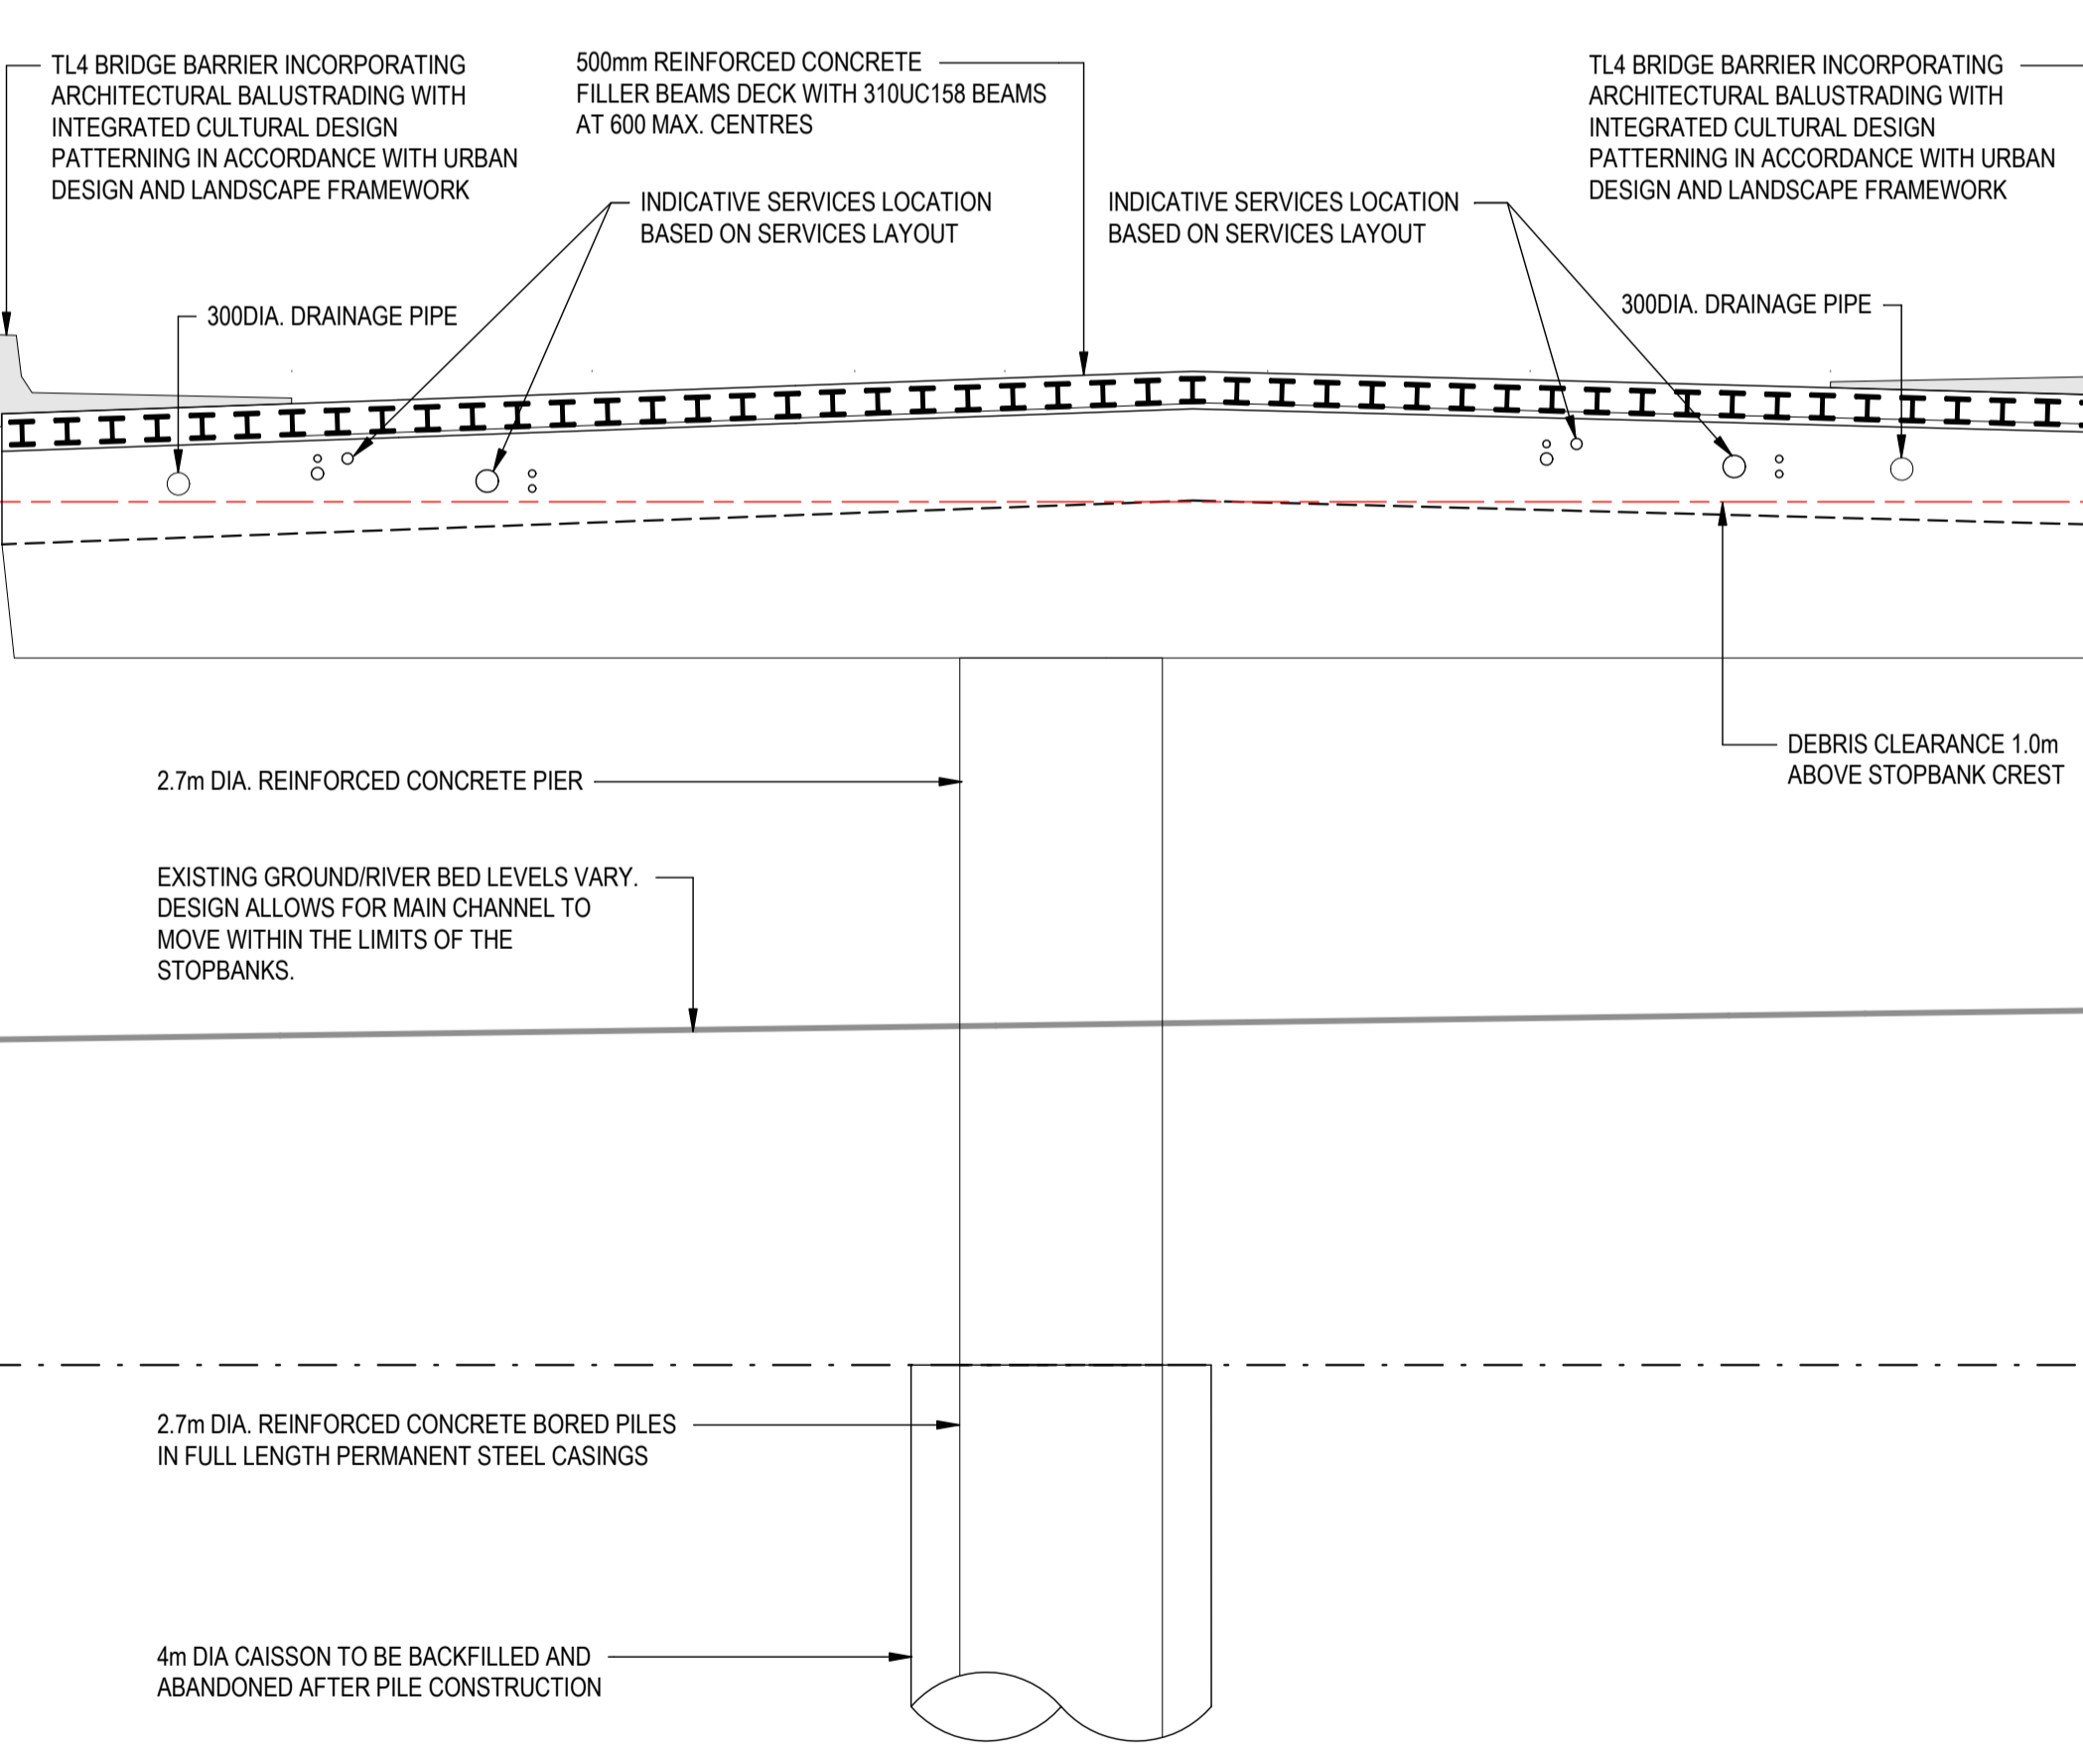 TL4 BRIDGE BARRIER INCORPORATING
ARCHITECTURAL BALUSTRADING WITH
INTEGRATED CULTURAL DESIGN
PATTERNING IN ACCORDANCE WITH URBAN
DESIGN AND LANDSCAPE FRAMEWORK
500mm REINFORCED CONCRETE
FILLER BEAMS DECK WITH 310UC158 BEAMS
AT 600 MAX. CENTRES
TL4 BRIDGE BARRIER INCORPORATING
ARCHITECTURAL BALUSTRADING WITH
INTEGRATED CULTURAL DESIGN
PATTERNING IN ACCORDANCE WITH URBAN
DESIGN AND LANDSCAPE FRAMEWORK
INDICATIVE SERVICES LOCATION
BASED ON SERVICES LAYOUT
INDICATIVE SERVICES LOCATION
BASED ON SERVICES LAYOUT
300DIA. DRAINAGE PIPE
300DIA. DRAINAGE PIPE
DEBRIS CLEARANCE 1.0m
ABOVE STOPBANK CREST
2.7m DIA. REINFORCED CONCRETE PIER
EXISTING GROUND/RIVER BED LEVELS VARY.
DESIGN ALLOWS FOR MAIN CHANNEL TO
MOVE WITHIN THE LIMITS OF THE
STOPBANKS.
2.7m DIA. REINFORCED CONCRETE BORED PILES
IN FULL LENGTH PERMANENT STEEL CASINGS
4m DIA CAISSON TO BE BACKFILLED AND
ABANDONED AFTER PILE CONSTRUCTION